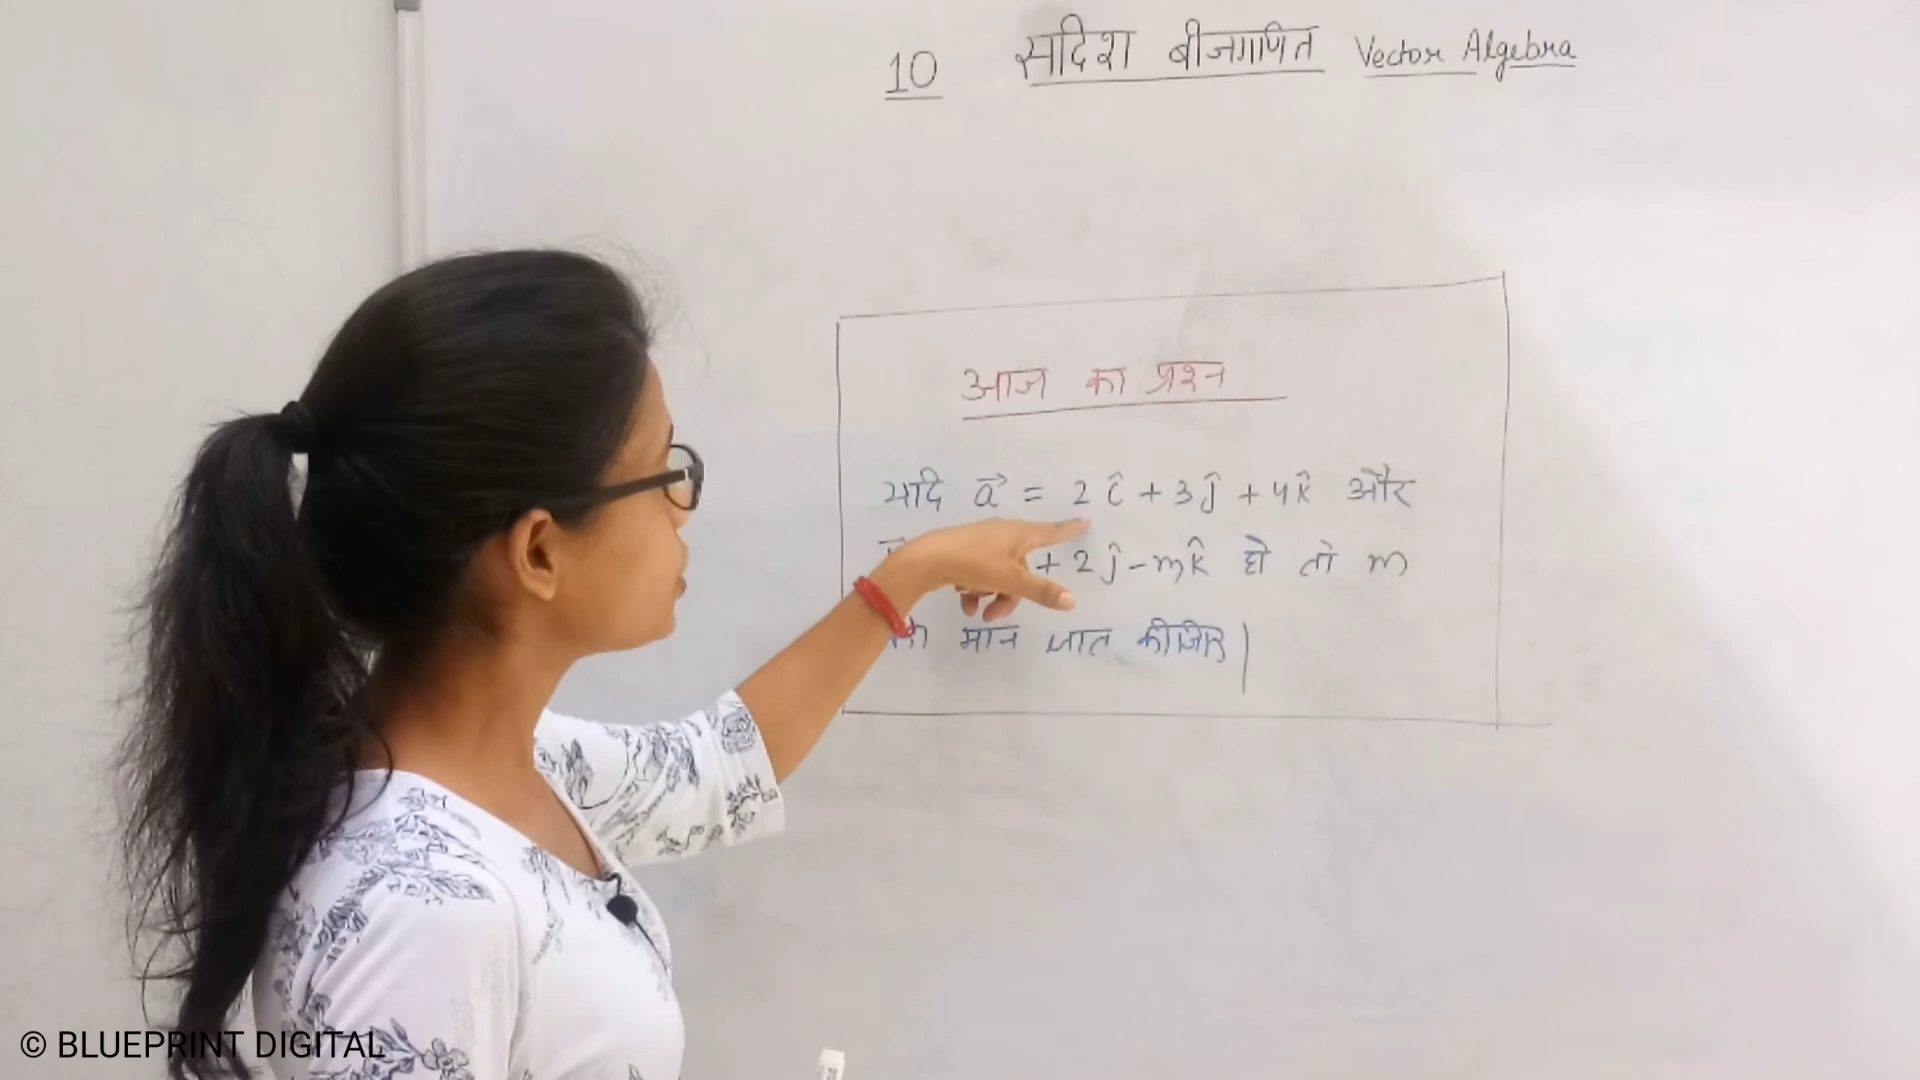 10 सदिश बीजगणित Vector Algebra
आज का प्रश्न
यदि a⃗ = 2î + 3ĵ + 4k̂ और
+ 2ĵ - mk̂ हो तो m
का मान ज्ञात कीजिए|
© BLUEPRINT DIGITAL